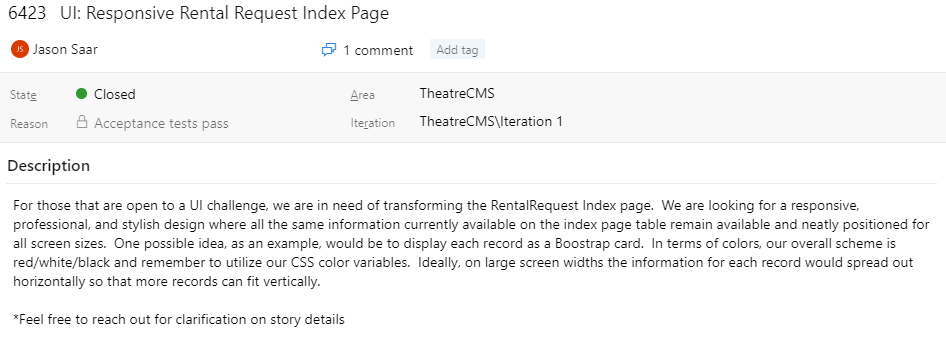 6423 UI: Responsive Rental Request Index Page
JS Jason Saar 1 comment Add tag
State Closed Area TheatreCMS
Reason Acceptance tests pass Iteration TheatreCMS\Iteration 1
Description
For those that are open to a UI challenge, we are in need of transforming the RentalRequest Index page. We are looking for a responsive,
professional, and stylish design where all the same information currently available on the index page table remain available and neatly positioned for
all screen sizes. One possible idea, as an example, would be to display each record as a Boostrap card. In terms of colors, our overall scheme is
red/white/black and remember to utilize our CSS color variables. Ideally, on large screen widths the information for each record would spread out
horizontally so that more records can fit vertically.
*Feel free to reach out for clarification on story details